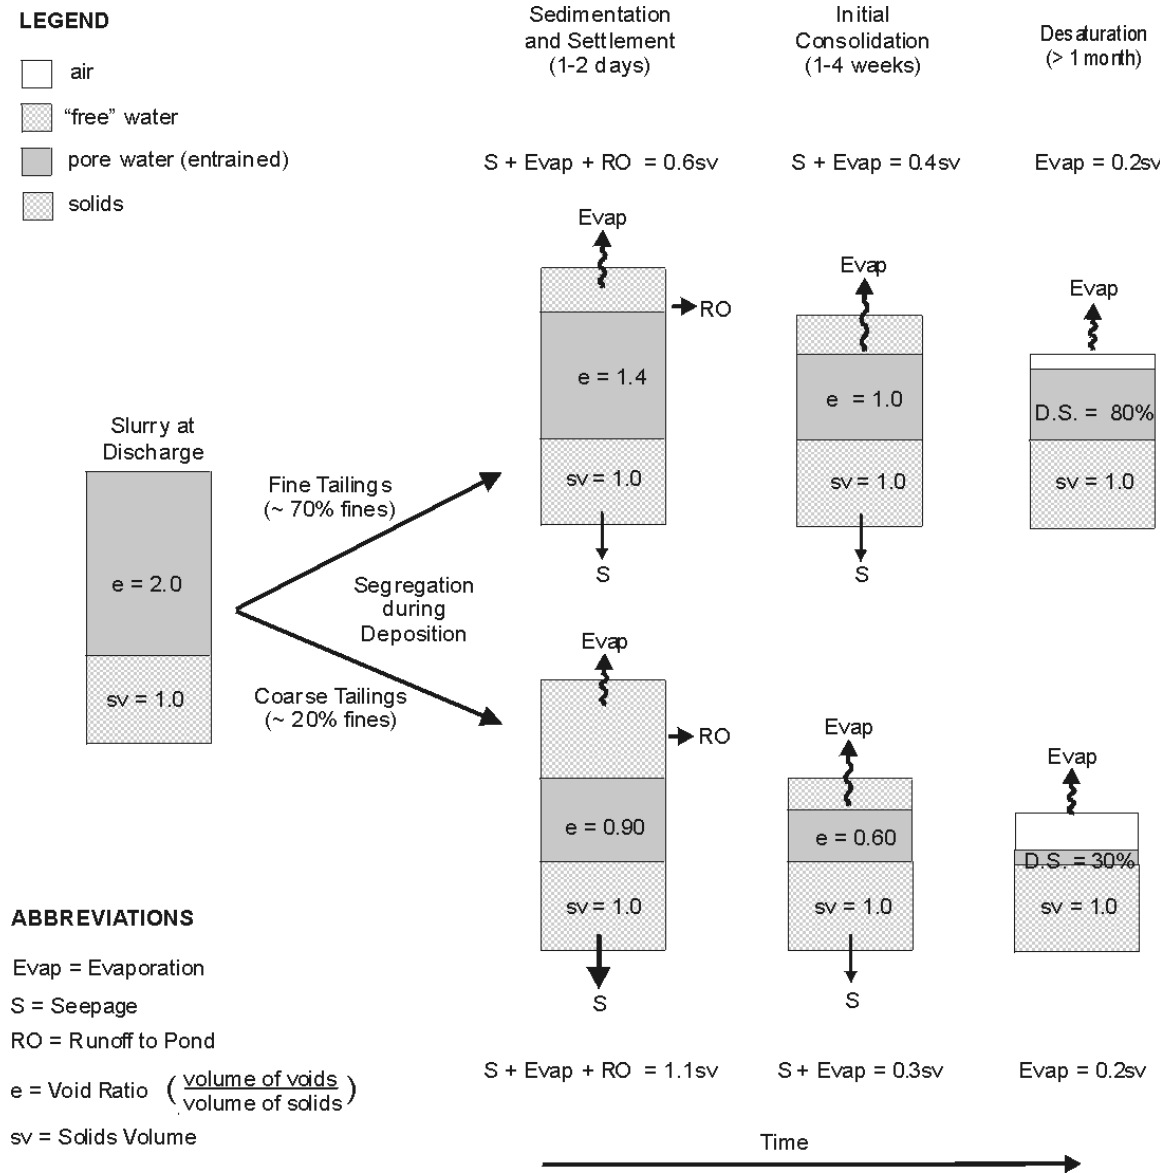 LEGEND
air
“free” water
pore water (entrained)
solids
Sedimentation
and Settlement
(1-2 days)
Initial
Consolidation
(1-4 weeks)
Desaturation
(> 1 month)
S + Evap + RO = 0.6sv
S + Evap = 0.4sv
Evap = 0.2sv
Evap
RO
e = 1.4
sv = 1.0
S
Evap
e = 1.0
sv = 1.0
S
Evap
D.S. = 80%
sv = 1.0
Slurry at
Discharge
e = 2.0
sv = 1.0
Fine Tailings
(~ 70% fines)
Segregation
during
Deposition
Coarse Tailings
(~ 20% fines)
Evap
RO
e = 0.90
sv = 1.0
S
Evap
e = 0.60
sv = 1.0
S
Evap
D.S. = 30%
sv = 1.0
S + Evap + RO = 1.1sv
S + Evap = 0.3sv
Evap = 0.2sv
Time
ABBREVIATIONS
Evap = Evaporation
S = Seepage
RO = Runoff to Pond
e = Void Ratio (volume of voids / volume of solids)
sv = Solids Volume